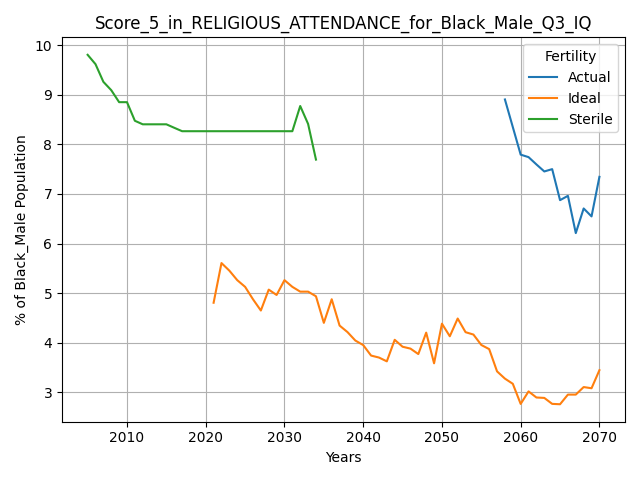 Score_5_in_RELIGIOUS_ATTENDANCE_for_Black_Male_Q3_IQ
Fertility
Actual
Ideal
Sterile
% of Black_Male Population
10
9
8
7
6
5
4
3
2010 2020 2030 2040 2050 2060 2070
Years